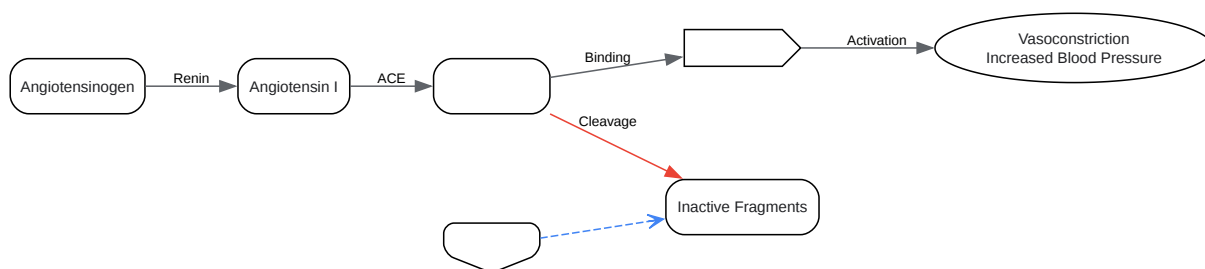 Angiotensinogen
Renin
Angiotensin I
ACE
Binding
Activation
Vasoconstriction
Increased Blood Pressure
Cleavage
Inactive Fragments